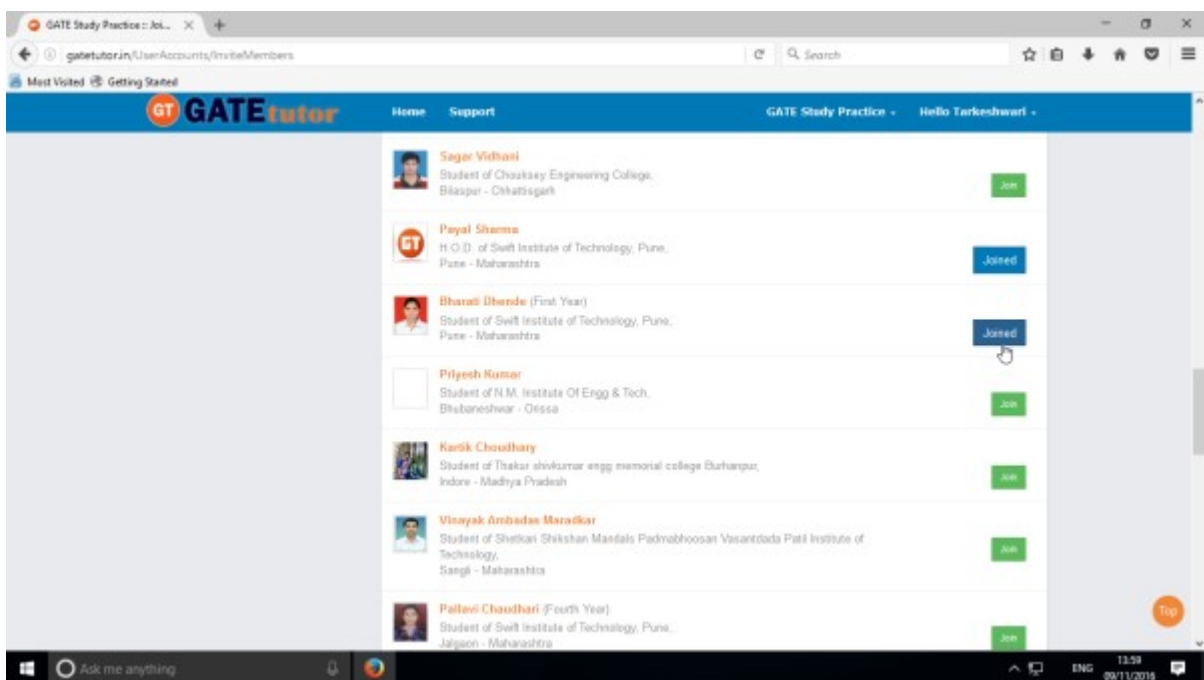 GATE Study Practice :: Joi...
gatetutor.in/UserAccounts/InviteMembers
Search
Most Visited Getting Started
GT GATEtutor Home Support GATE Study Practice Hello Tarkeshwari
Sagar Vidhani
Student of Chouksey Engineering College,
Bilaspur - Chhattisgarh
Join
Payal Sharma
H.O.D. of Swift Institute of Technology, Pune,
Pune - Maharashtra
Joined
GT
Bharati Dhende (First Year)
Student of Swift Institute of Technology, Pune,
Pune - Maharashtra
Joined
Priyesh Kumar
Student of N.M. Institute Of Engg & Tech,
Bhubaneshwar - Orissa
Join
Kartik Choudhary
Student of Thakur shivkumar engg memorial college Burhanpur,
Indore - Madhya Pradesh
Join
Vinayak Ambadas Maradkar
Student of Shetkari Shikshan Mandals Padmabhoosan Vasantdada Patil Institute of
Technology,
Sangli - Maharashtra
Join
Pallavi Chaudhari (Fourth Year)
Student of Swift Institute of Technology, Pune,
Jalgaon - Maharashtra
Join
Top
Ask me anything
ENG
13:59
09/11/2016